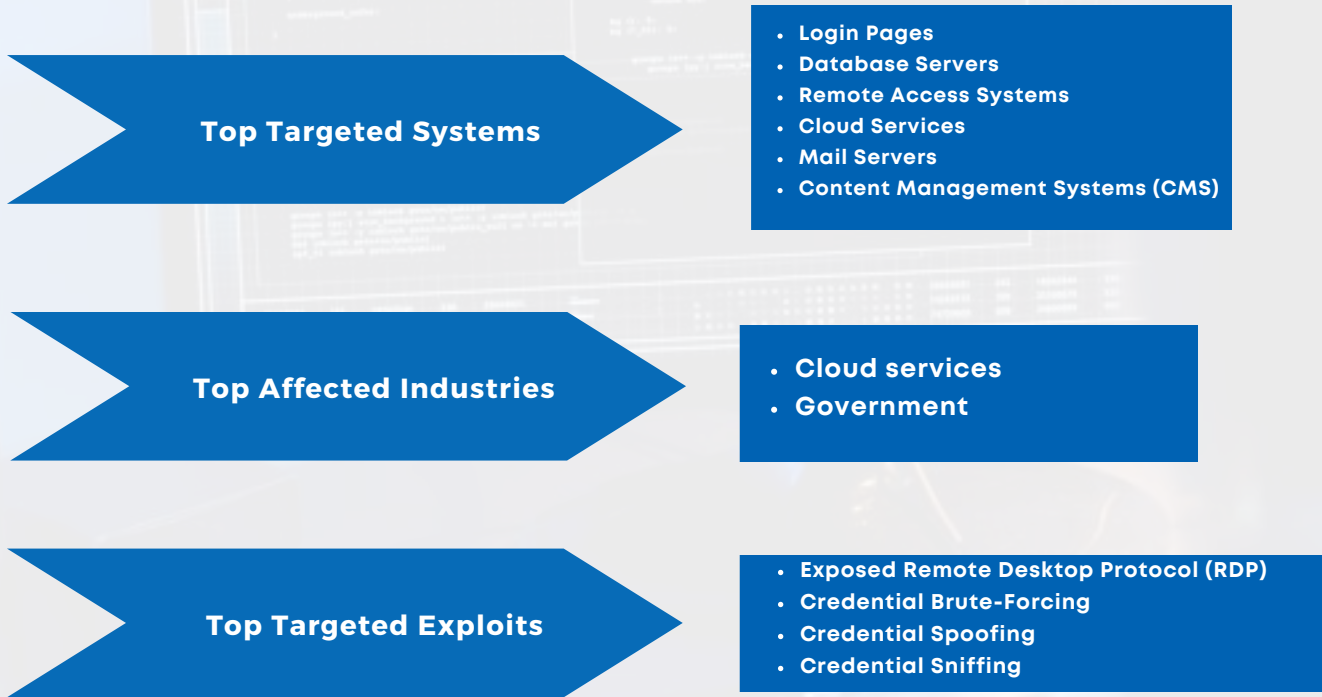 Top Targeted Systems
• Login Pages
• Database Servers
• Remote Access Systems
• Cloud Services
• Mail Servers
• Content Management Systems (CMS)
Top Affected Industries
• Cloud services
• Government
Top Targeted Exploits
• Exposed Remote Desktop Protocol (RDP)
• Credential Brute-Forcing
• Credential Spoofing
• Credential Sniffing